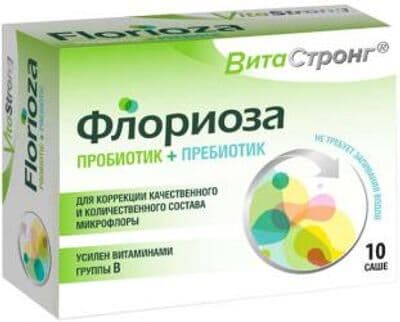 VitaStrong
Florioza
ВитаСтронг®
Флориоза
ПРОБИОТИК + ПРЕБИОТИК
НЕ ТРЕБУЕТ ЗАПИВАНИЯ ВОДОЙ
ДЛЯ КОРРЕКЦИИ КАЧЕСТВЕННОГО
И КОЛИЧЕСТВЕННОГО СОСТАВА
МИКРОФЛОРЫ
УСИЛЕН ВИТАМИНАМИ
ГРУППЫ В
10
САШЕ